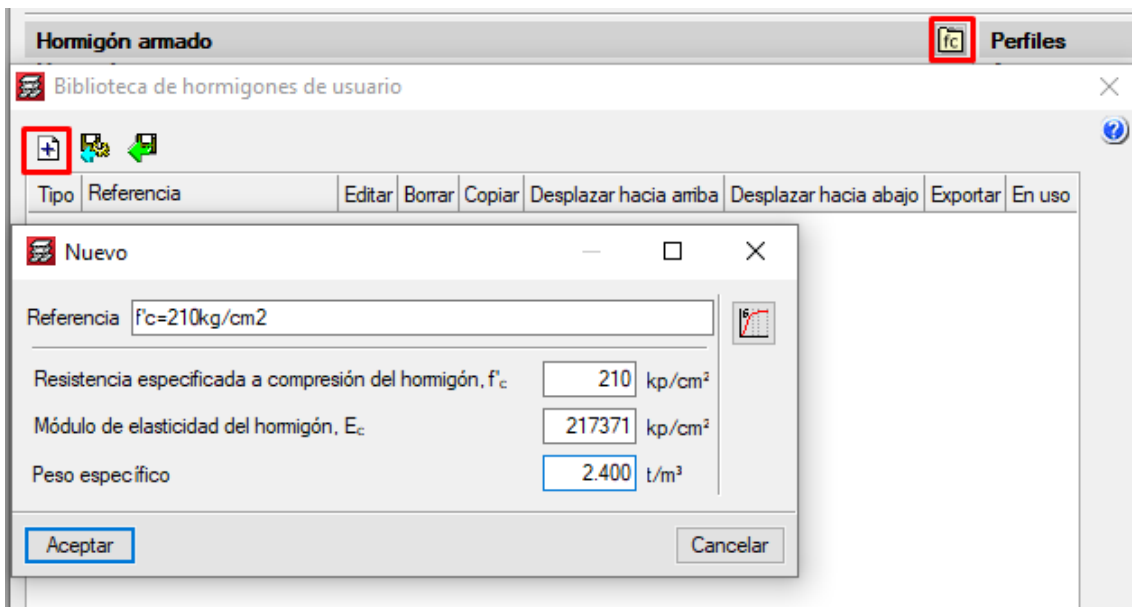 Hormigón armado fc Perfiles
Biblioteca de hormigones de usuario
Tipo Referencia Editar Borrar Copiar Desplazar hacia arriba Desplazar hacia abajo Exportar En uso
Nuevo
Referencia f'c=210kg/cm2
Resistencia especificada a compresión del hormigón, f'c 210 kp/cm²
Módulo de elasticidad del hormigón, Ec 217371 kp/cm²
Peso específico 2.400 t/m³
Aceptar Cancelar